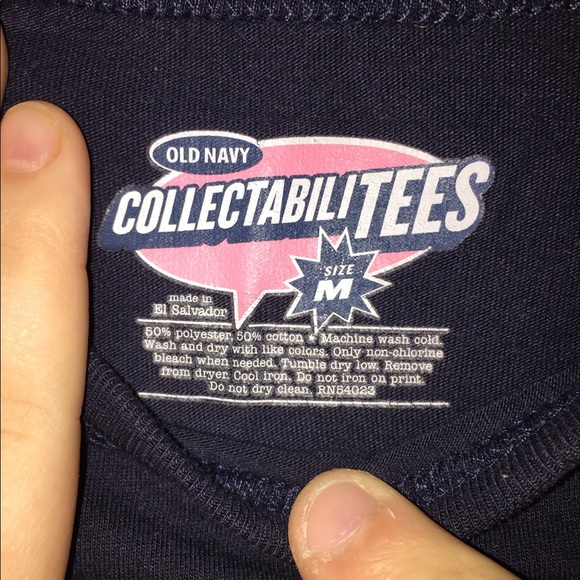 OLD NAVY
COLLECTABILITEES
SIZE
M
made in
El Salvador
50% polyester, 50% cotton ★ Machine wash cold.
Wash and dry with like colors. Only non-chlorine
bleach when needed. Tumble dry low. Remove
from dryer. Cool iron. Do not iron on print.
Do not dry clean. RN54023